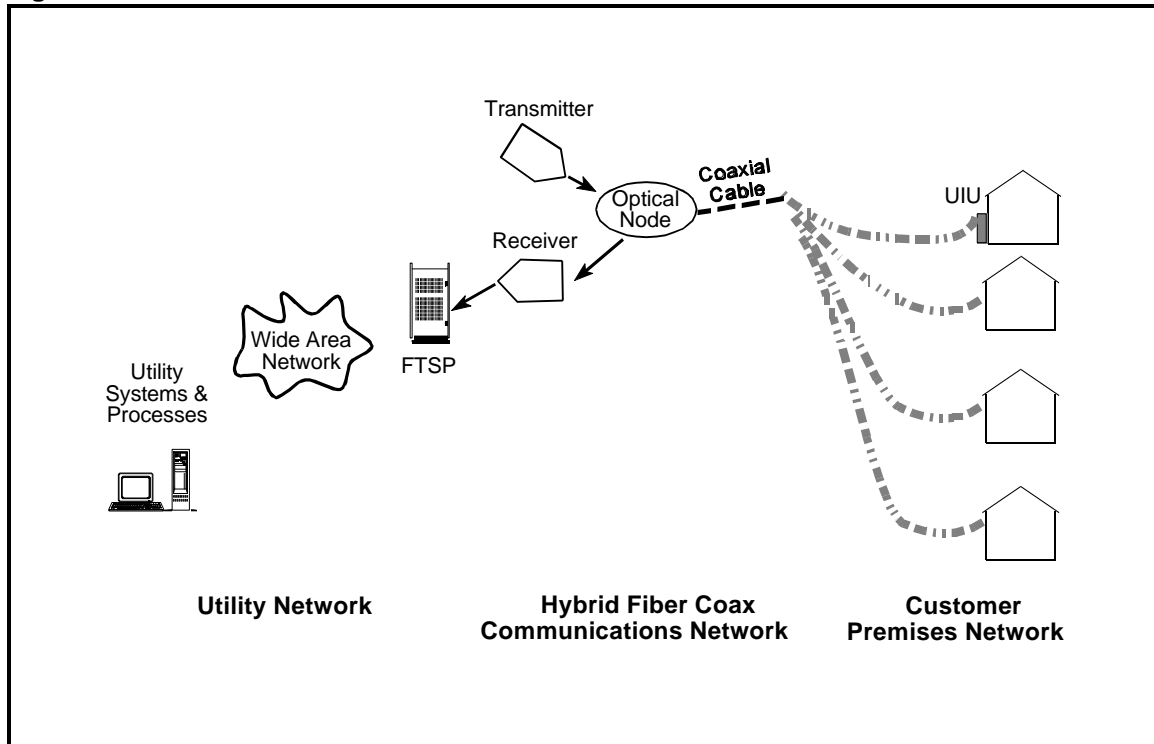 Transmitter
Coaxial
Cable
Optical
Node
UIU
Receiver
Wide Area
Network
FTSP
Utility
Systems &
Processes
Utility Network
Hybrid Fiber Coax
Communications Network
Customer
Premises Network